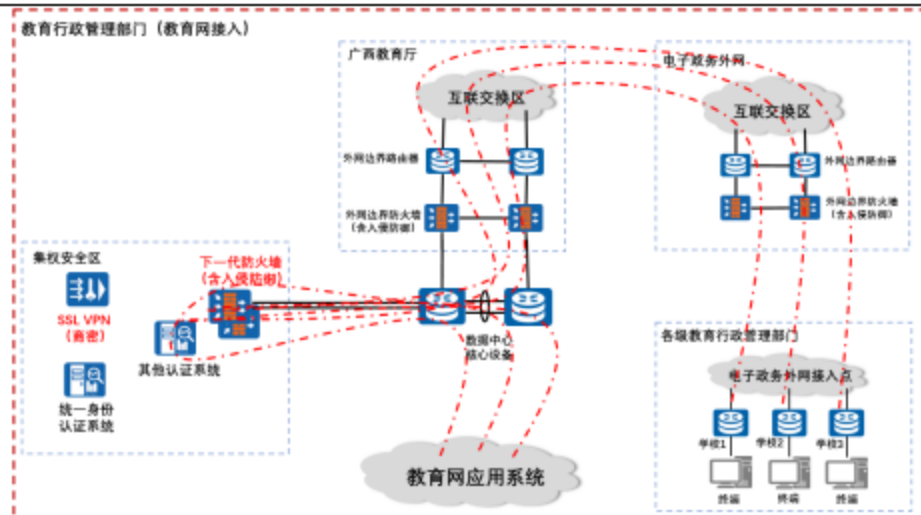 教育行政管理部门（教育网接入）
广西教育厅
互联交换区
外网边界路由器
外网边界防火墙
（含入侵防御）
电子政务外网
互联交换区
外网边界路由器
外网边界防火墙
（含入侵防御）
集权安全区
SSL VPN
（商密）
下一代防火墙
（含入侵防御）
其他认证系统
统一身份
认证系统
数据中心
核心设备
教育网应用系统
各级教育行政管理部门
电子政务外网接入点
学校1
学校2
学校3
终端
终端
终端